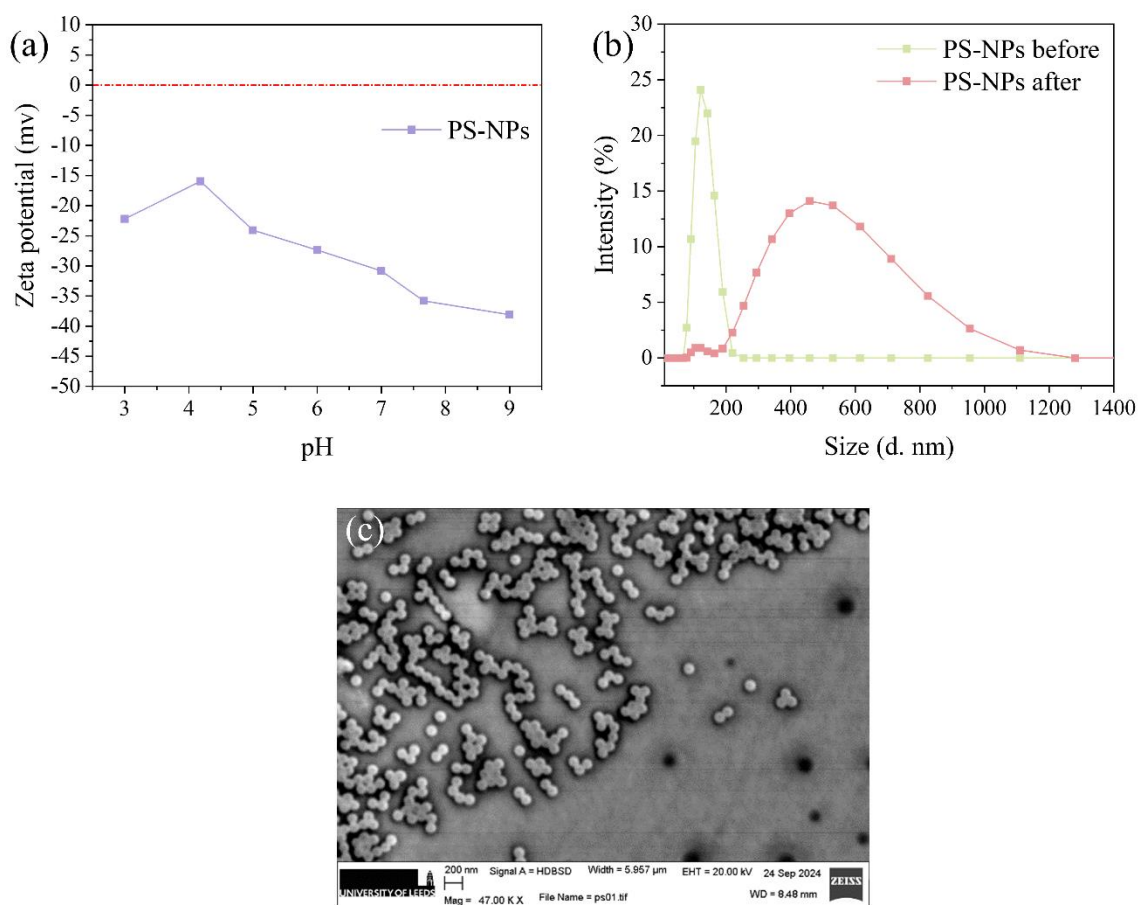 (a)
10
5
0
-5
-10
-15
-20
-25
-30
-35
-40
-45
-50
Zeta potential (mv)
PS-NPs
3 4 5 6 7 8 9
pH
(b)
30
25
20
15
10
5
0
Intensity (%)
PS-NPs before
PS-NPs after
200 400 600 800 1000 1200 1400
Size (d. nm)
(c)
UNIVERSITY OF LEEDS
200 nm
Mag = 47.00 K X
Signal A = HDBSD
File Name = ps01.tif
Width = 5.957 µm
EHT = 20.00 kV
24 Sep 2024
WD = 8.48 mm
ZEISS